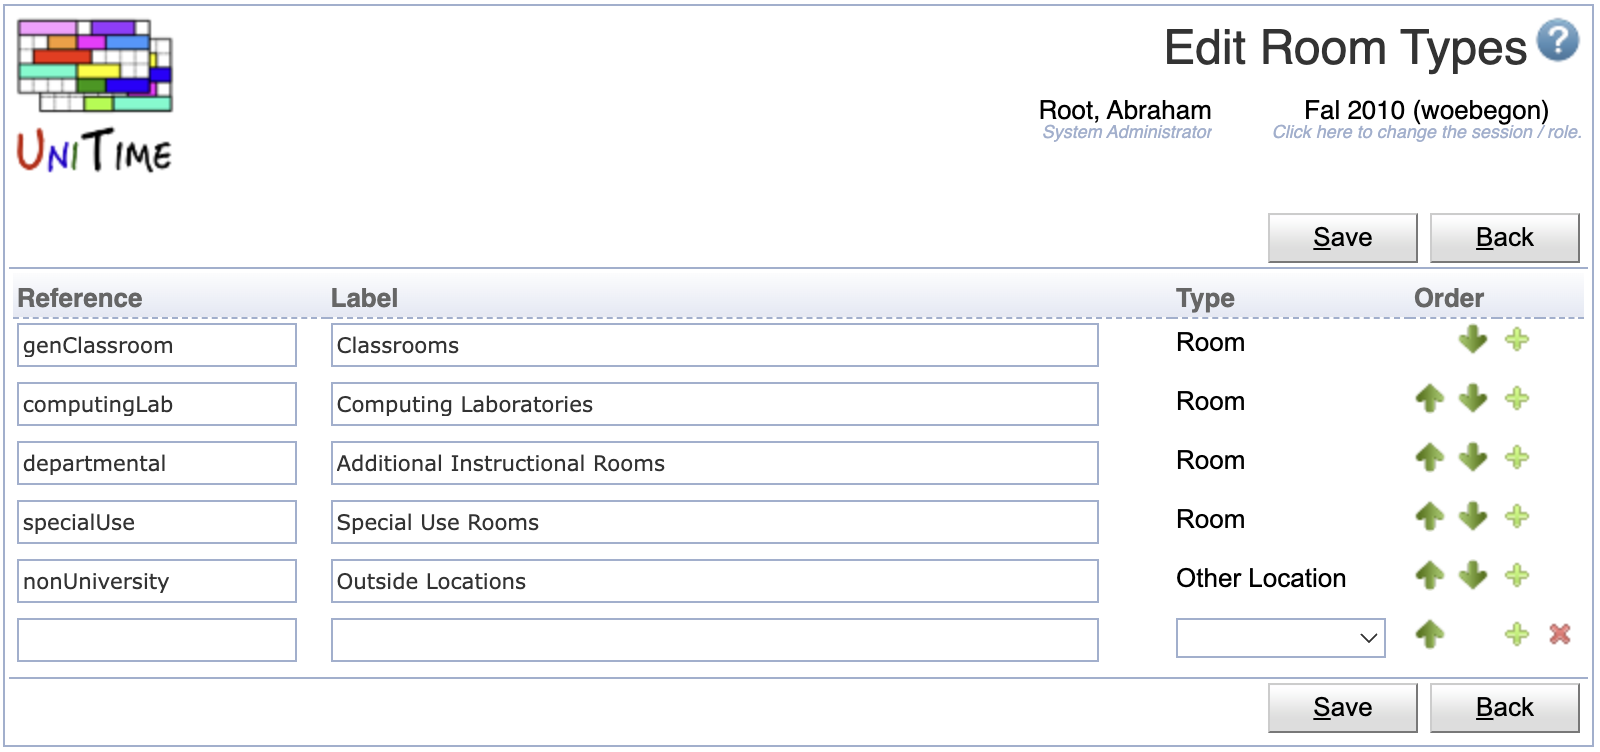 Edit Room Types
?
Root, Abraham
System Administrator
Fal 2010 (woebegon)
Click here to change the session / role.
UNITIME
Save Back
Reference Label Type Order
genClassroom Classrooms Room
computingLab Computing Laboratories Room
departmental Additional Instructional Rooms Room
specialUse Special Use Rooms Room
nonUniversity Outside Locations Other Location
Save Back